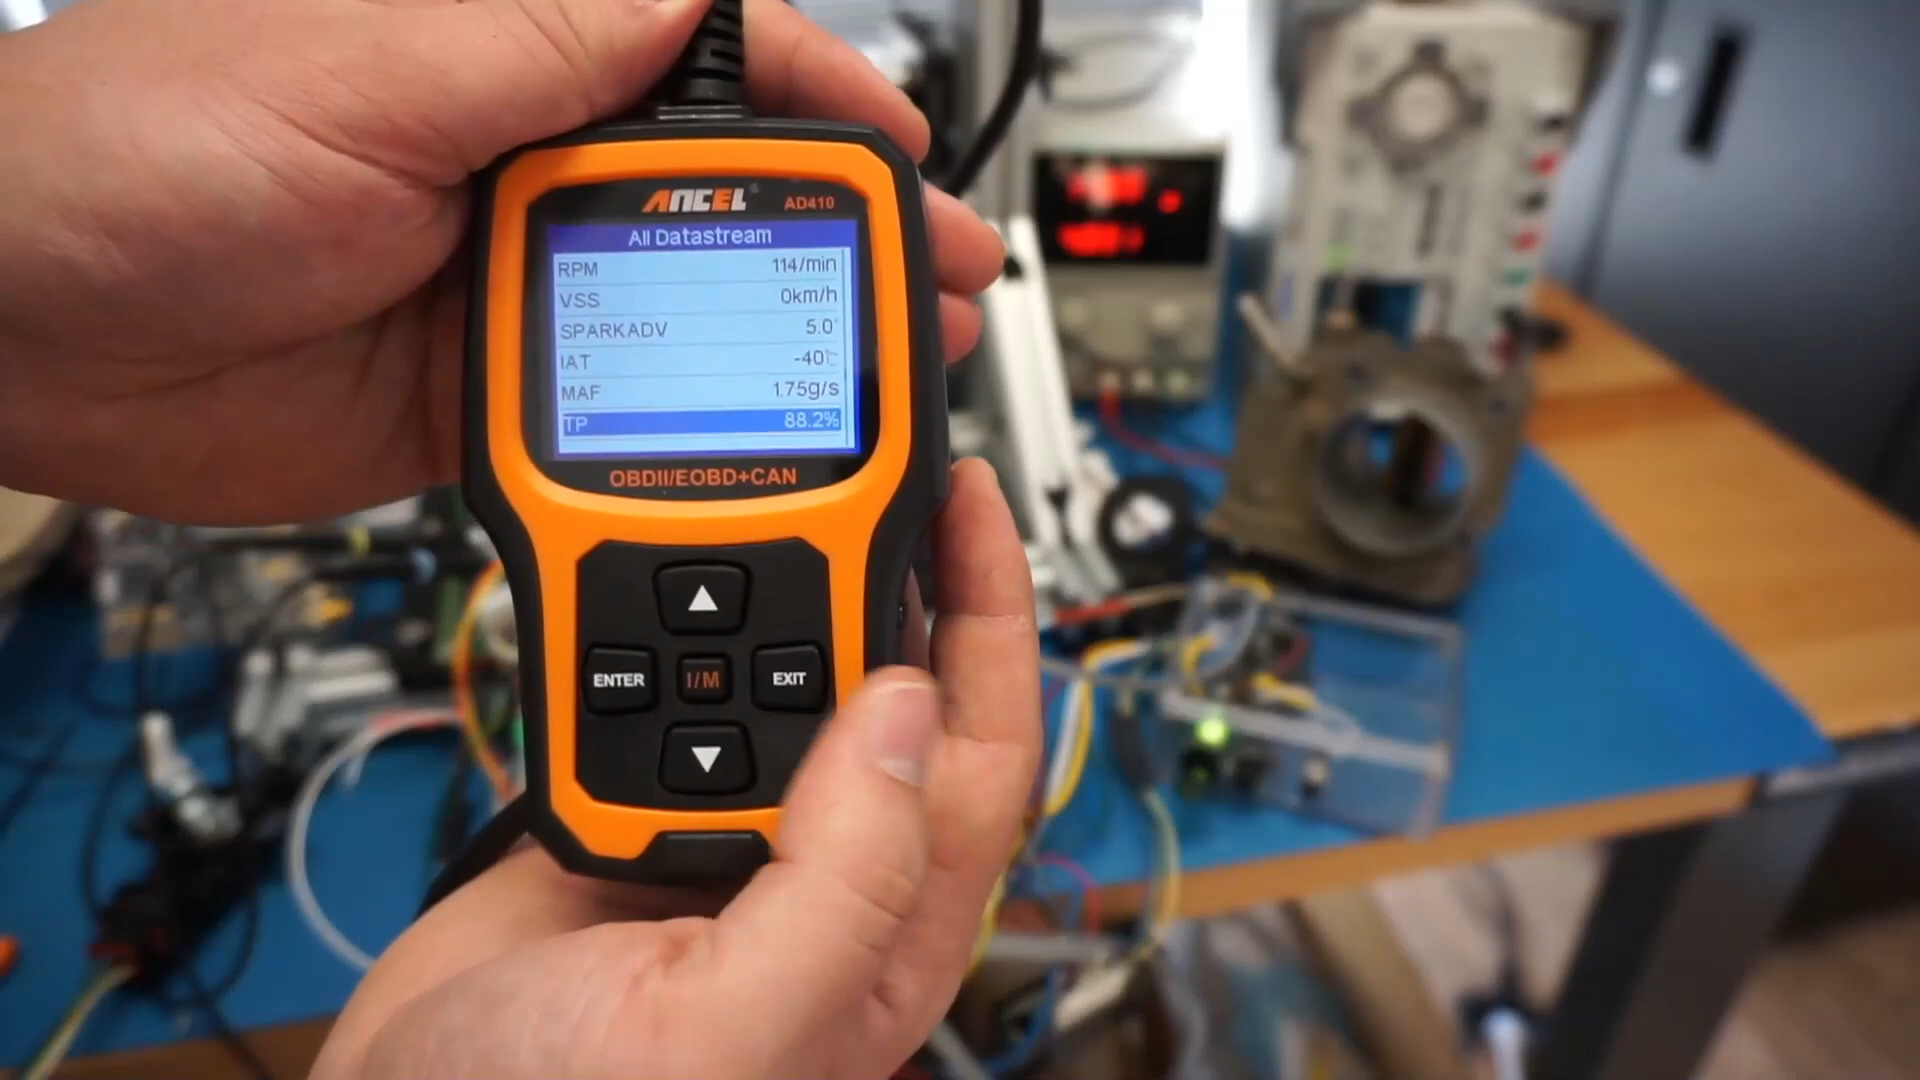 ANCEL® AD410
All Datastream
RPM 114/min
VSS 0km/h
SPARKADV 5.0°
IAT -40℃
MAF 1.75g/s
TP 88.2%
OBDII/EOBD+CAN
▲
ENTER I/M EXIT
▼